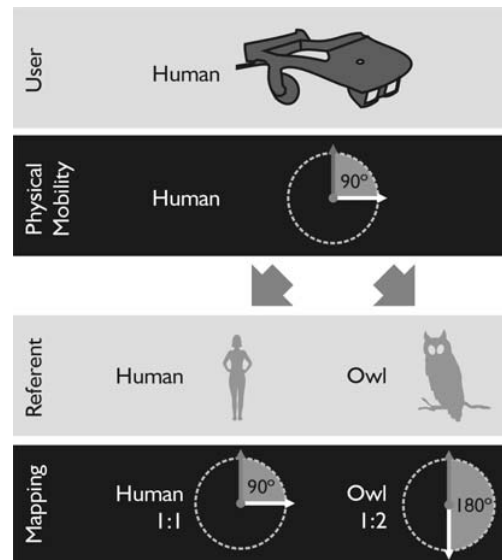 User
Human
Physical
Mobility
Human
90°
Referent
Human
Owl
Mapping
Human
1:1
90°
Owl
1:2
180°